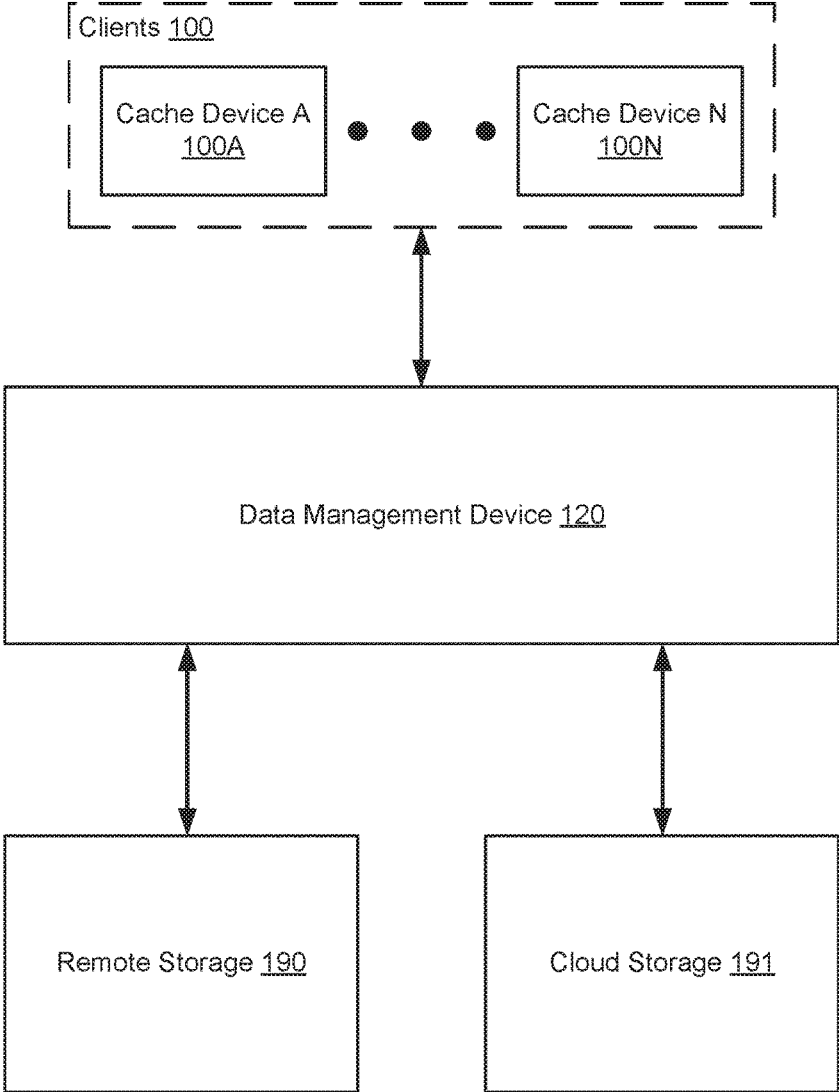 Clients 100
Cache Device A
100A
Cache Device N
100N
Data Management Device 120
Remote Storage 190
Cloud Storage 191